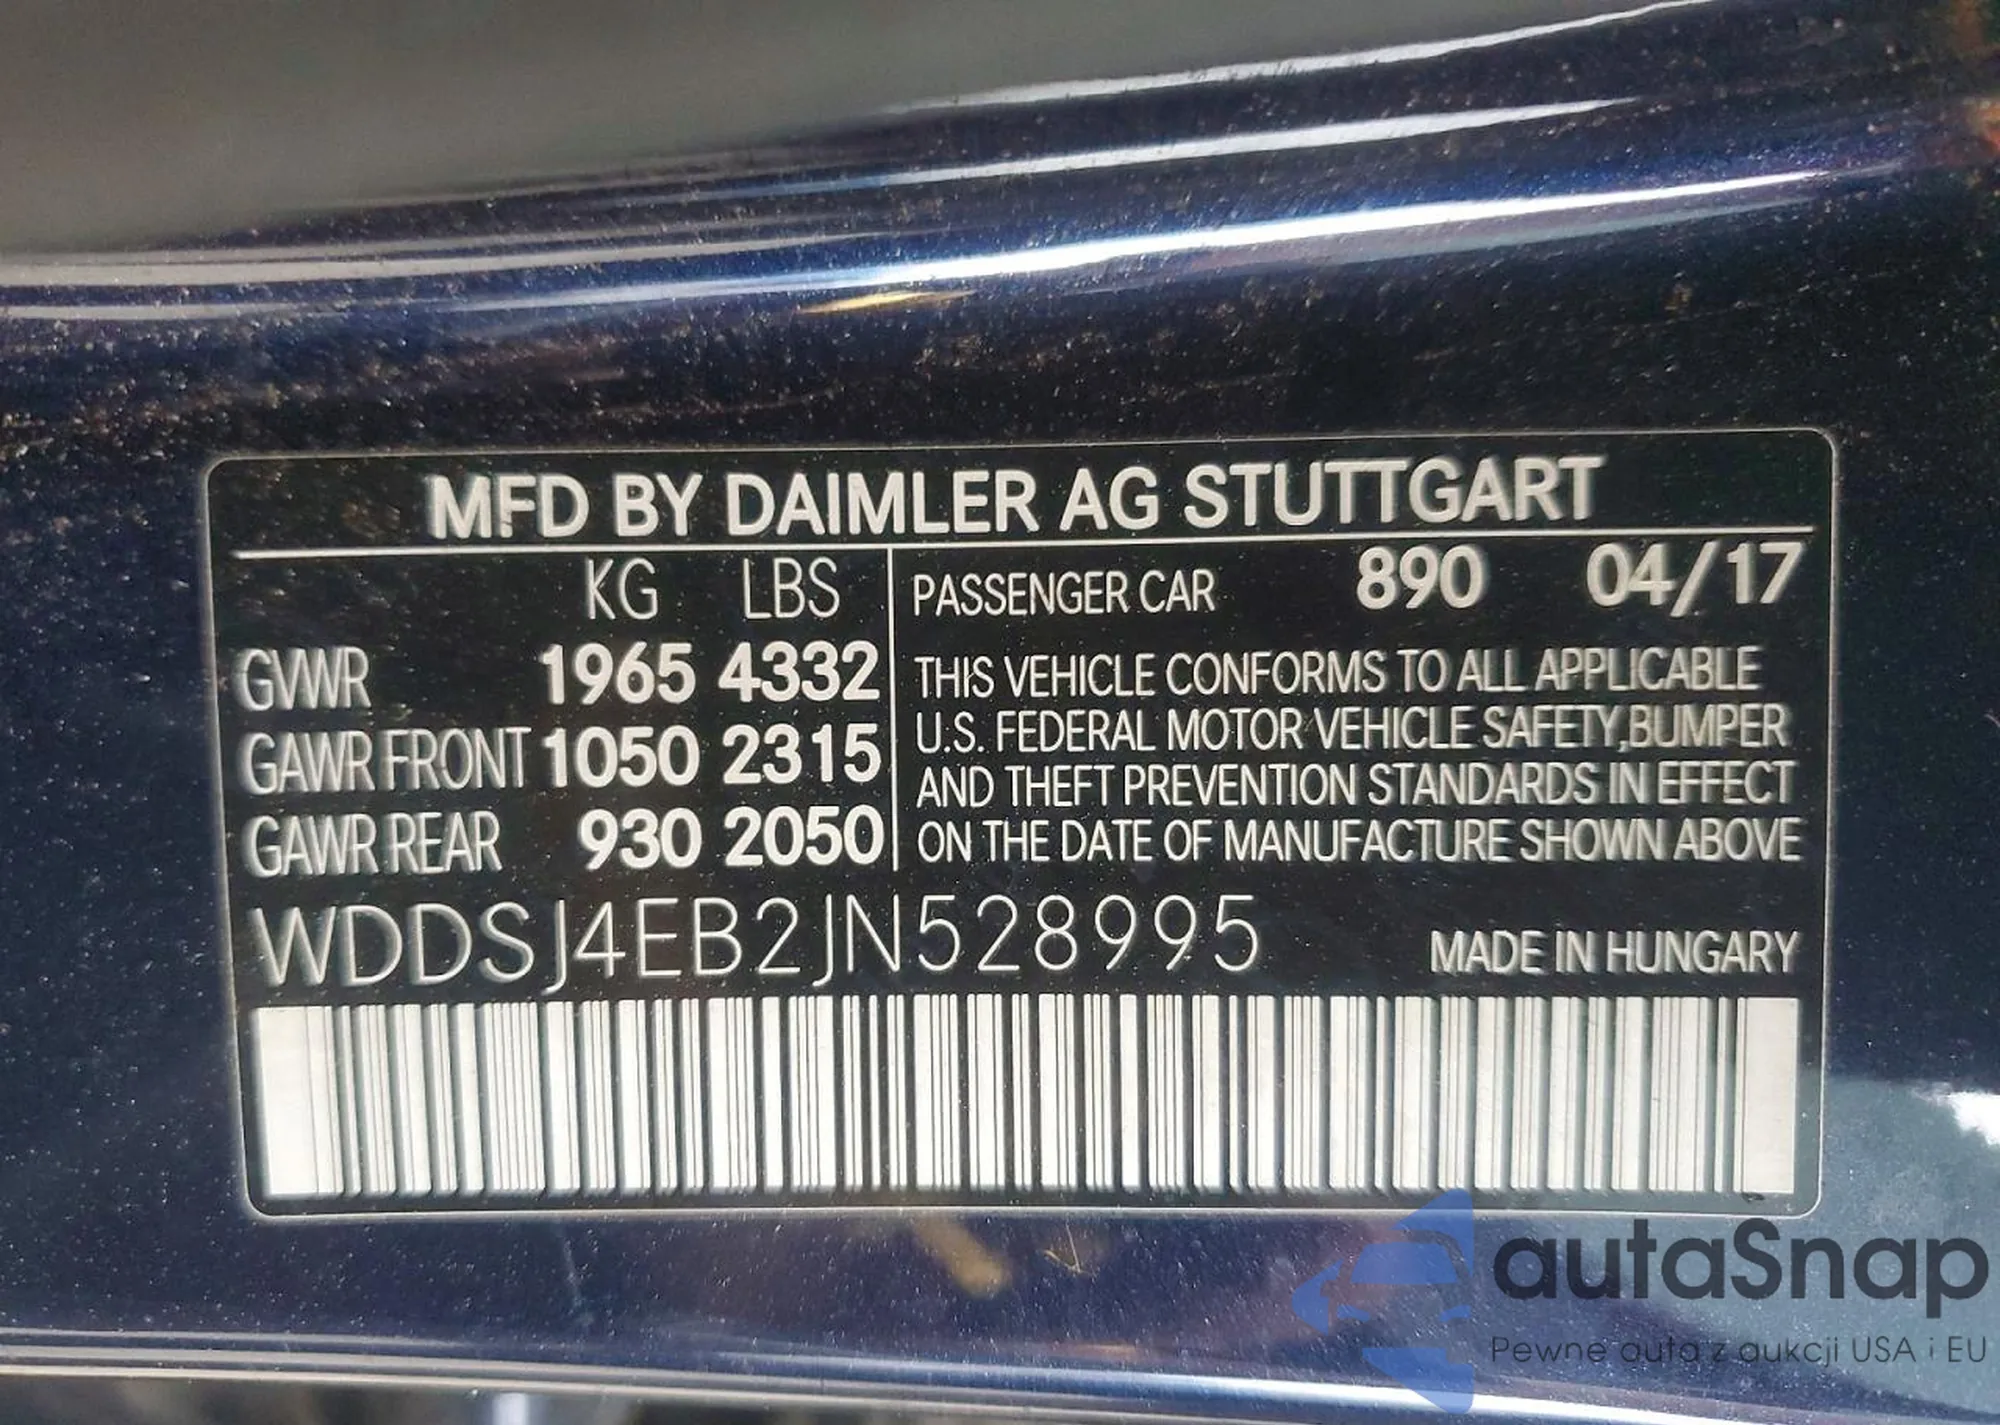 MFD BY DAIMLER AG STUTTGART
KG LBS
GVWR 1965 4332
GAWR FRONT 1050 2315
GAWR REAR 930 2050
PASSENGER CAR 890 04/17
THIS VEHICLE CONFORMS TO ALL APPLICABLE
U.S. FEDERAL MOTOR VEHICLE SAFETY,BUMPER
AND THEFT PREVENTION STANDARDS IN EFFECT
ON THE DATE OF MANUFACTURE SHOWN ABOVE
WDDSJ4EB2JN528995
MADE IN HUNGARY
autaSnap
Pewne auta z aukcji USA i EU